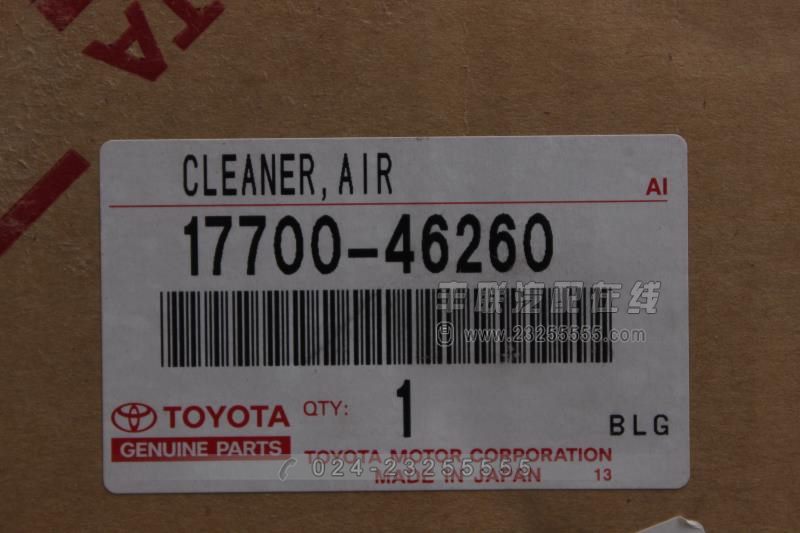 TA
CLEANER, AIR
AI
17700-46260
丰联汽配在线
www.23255555.com
TOYOTA
GENUINE PARTS
QTY: 1
BLG
TOYOTA MOTOR CORPORATION
024-23255555
MADE IN JAPAN 13